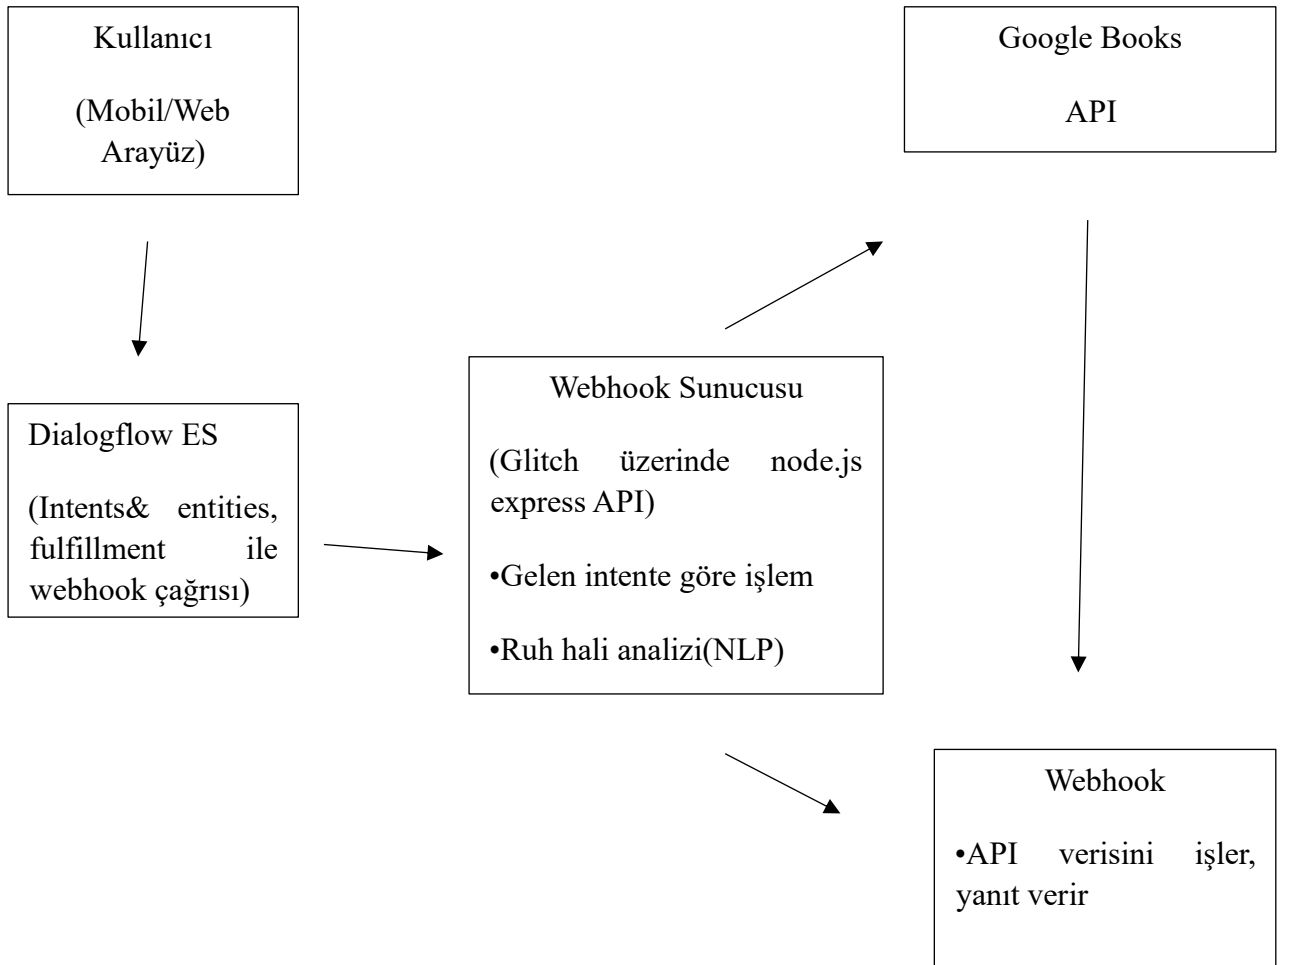 Kullanıcı
(Mobil/Web
Arayüz)
Google Books
API
Dialogflow ES
(Intents& entities,
fulfillment ile
webhook çağrısı)
Webhook Sunucusu
(Glitch üzerinde node.js
express API)
•Gelen intente göre işlem
•Ruh hali analizi(NLP)
Webhook
•API verisini işler,
yanıt verir